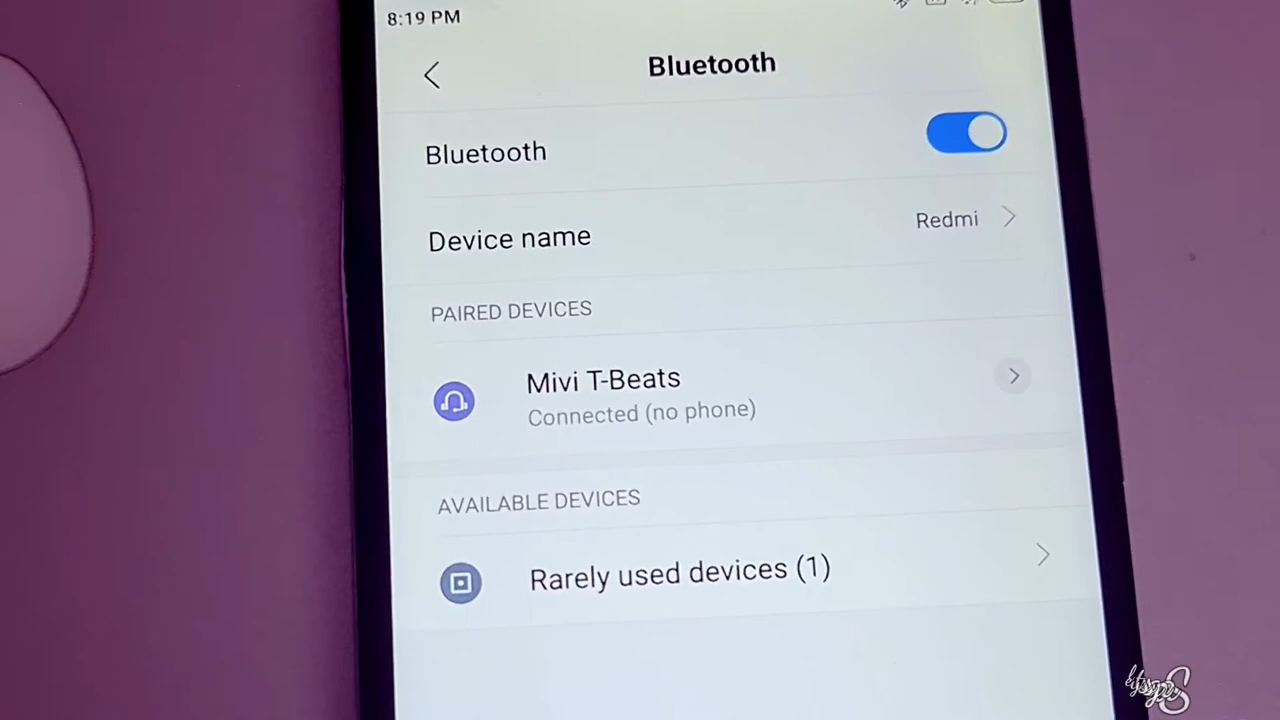 8:19 PM
Bluetooth
Bluetooth
Device name
Redmi
PAIRED DEVICES
Mivi T-Beats
Connected (no phone)
AVAILABLE DEVICES
Rarely used devices (1)